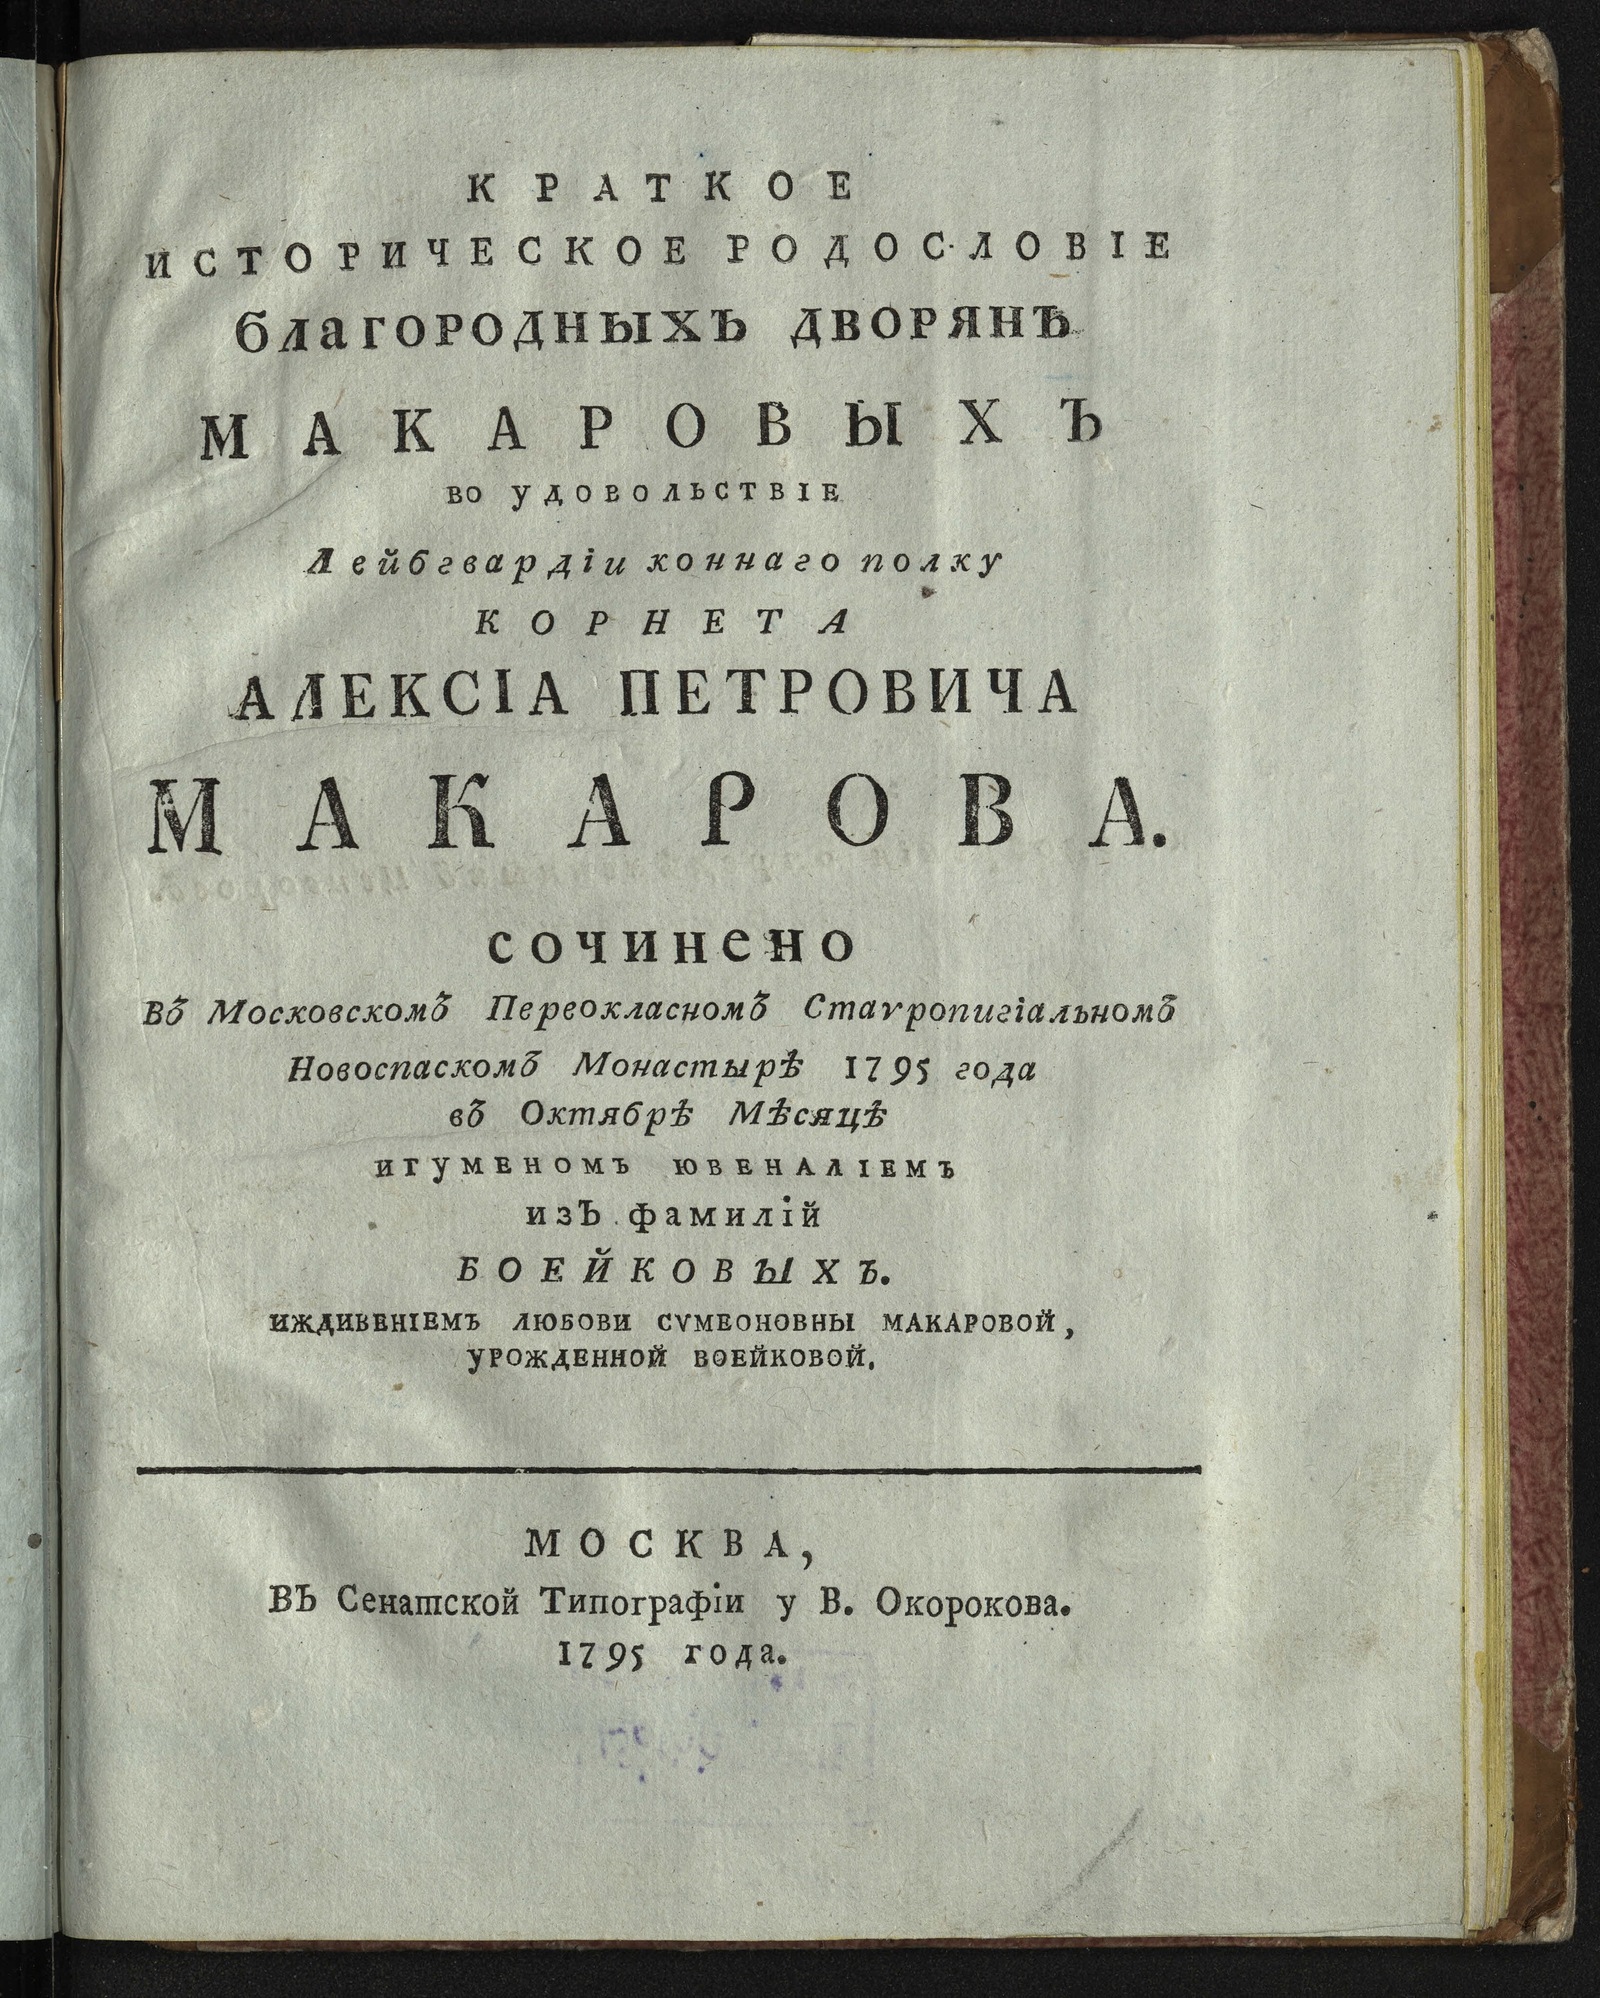 КРАТКОЕ
ИСТОРИЧЕСКОЕ РОДОСЛОВІЕ
благородныхъ дворянъ
МАКАРОВЫХЪ
во удовольствіе
Лейбгвардіи коннаго полку
КОРНЕТА
АЛЕКСІА ПЕТРОВИЧА
МАКАРОВА.
сочинено
Въ Московскомъ Переокласномъ Стаѵропигіальномъ
Новоспаскомъ Монастырѣ 1795 года
въ Октябрѣ Мѣсяцѣ
игуменомъ ювеналіемъ
изъ фамилій
БОЕЙКОВЫХЪ.
иждивеніемъ любови сѵмеоновны макаровой,
урожденной воейковой.
МОСКВА,
ВЪ Сенатской Типографіи у В. Окорокова.
1795 года.